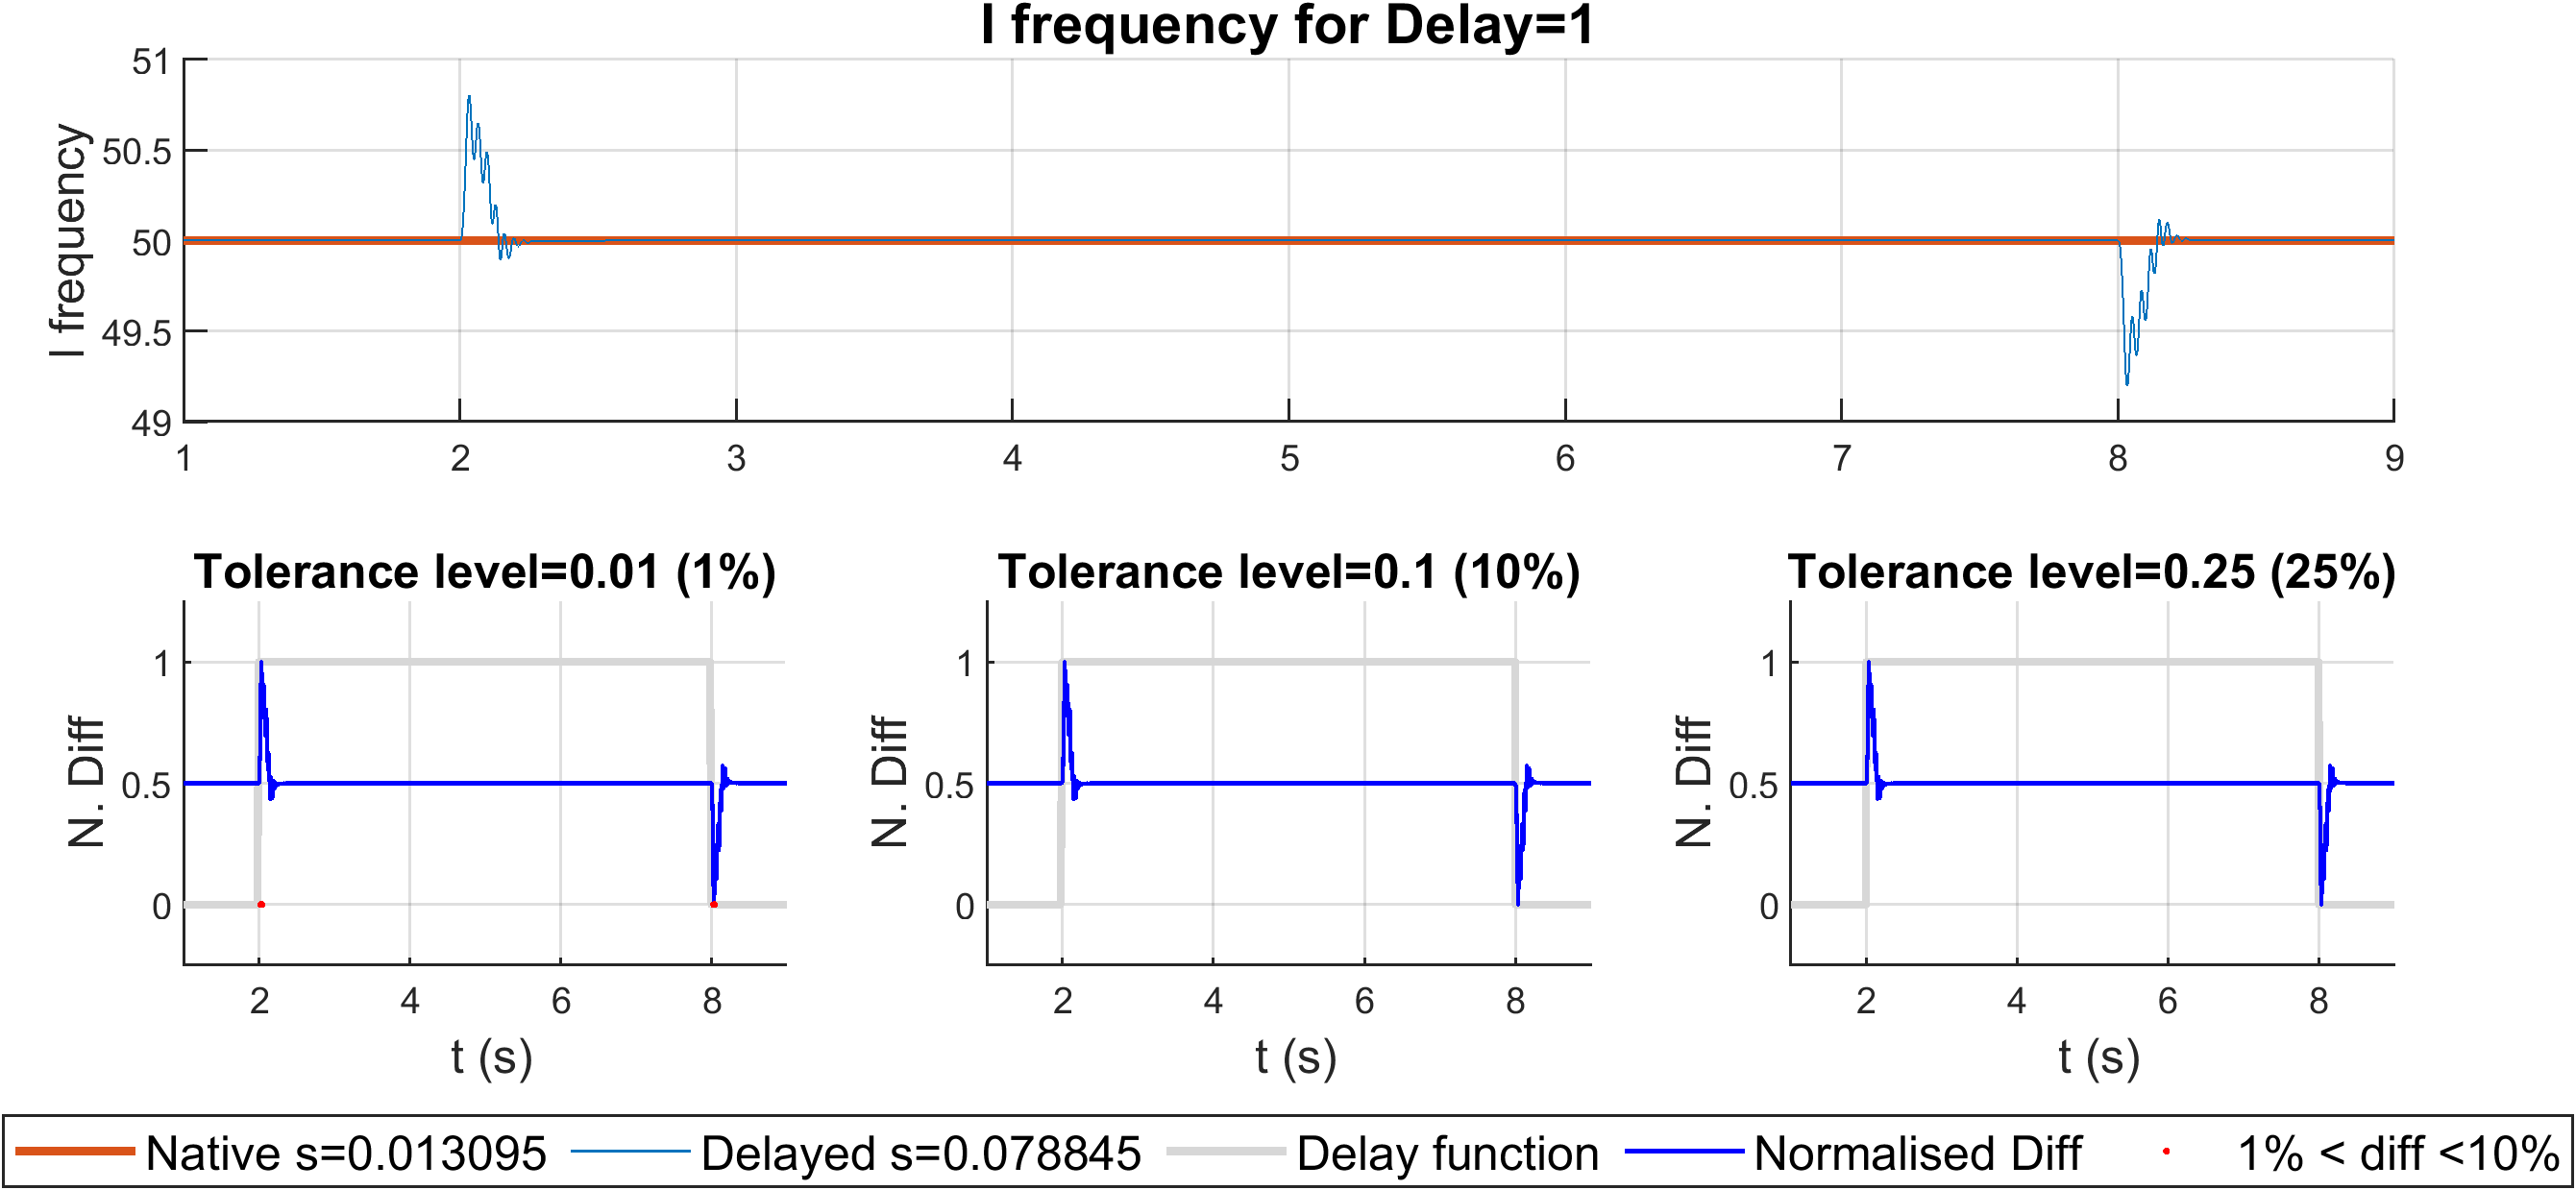 I frequency for Delay=1
I frequency
51
50.5
50
49.5
49
1 2 3 4 5 6 7 8 9
Tolerance level=0.01 (1%)
N. Diff
1
0.5
0
2 4 6 8
t (s)
Tolerance level=0.1 (10%)
N. Diff
1
0.5
0
2 4 6 8
t (s)
Tolerance level=0.25 (25%)
N. Diff
1
0.5
0
2 4 6 8
t (s)
Native s=0.013095 Delayed s=0.078845 Delay function Normalised Diff 1% < diff <10%